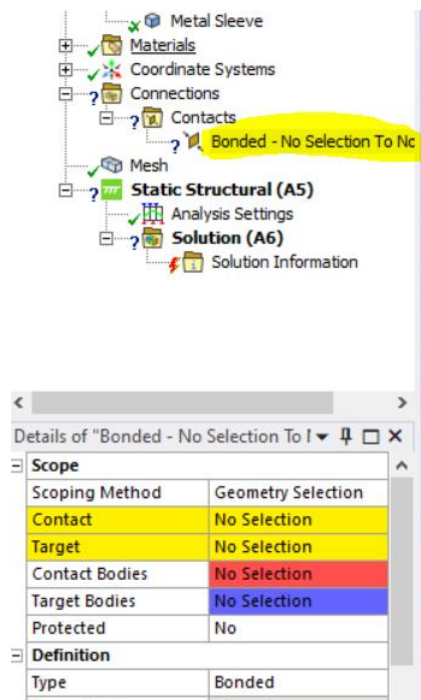 Metal Sleeve
Materials
Coordinate Systems
? Connections
? Contacts
? Bonded - No Selection To No
Mesh
? Static Structural (A5)
Analysis Settings
? Solution (A6)
Solution Information
Details of "Bonded - No Selection To
Scope
Scoping Method Geometry Selection
Contact No Selection
Target No Selection
Contact Bodies No Selection
Target Bodies No Selection
Protected No
Definition
Type Bonded